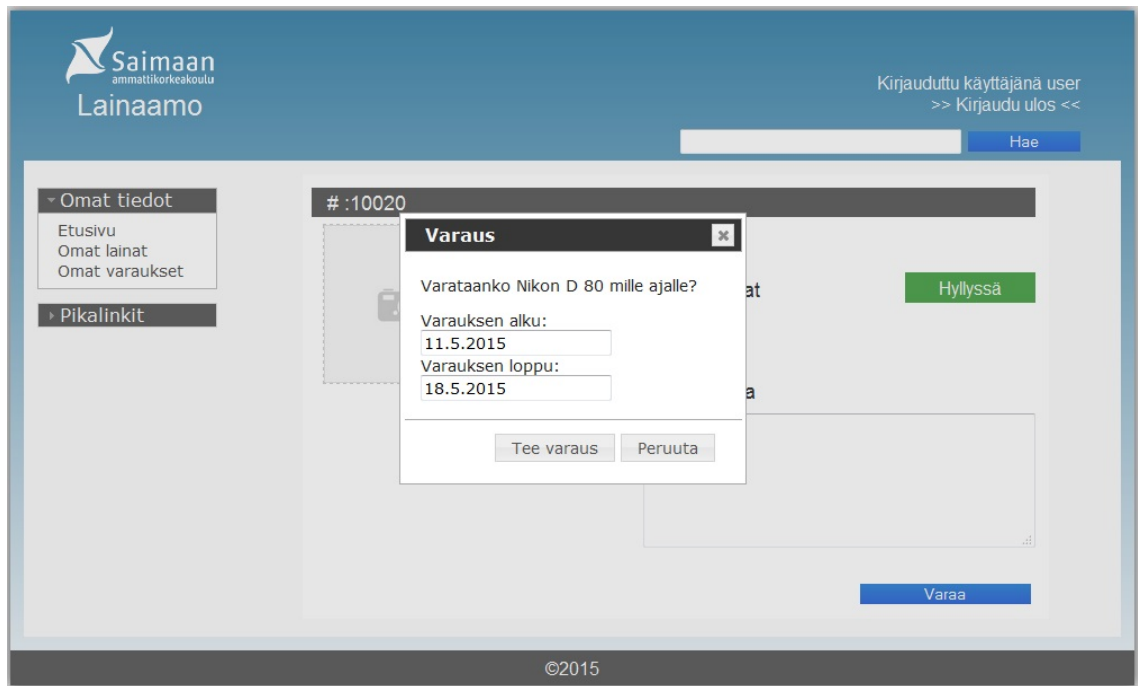 Saimaan
ammattikorkeakoulu
Lainaamo
Kirjauduttu käyttäjänä user
>> Kirjaudu ulos <<
Hae
Omat tiedot
Etusivu
Omat lainat
Omat varaukset
Pikalinkit
# :10020
Varaus
Varataanko Nikon D 80 mille ajalle?
Varauksen alku:
11.5.2015
Varauksen loppu:
18.5.2015
Tee varaus Peruuta
at
Hyllyssä
a
Varaa
©2015